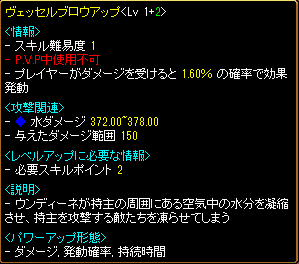 ヴェッセルブロウアップ<Lv 1+2>
<情報>
- スキル難易度 1
- P.V.P中使用不可
- プレイヤーがダメージを受けると 1.60% の確率で効果
発動
<攻撃関連>
- ◆ 水ダメージ 372.00~378.00
- 与えたダメージ範囲 150
<レベルアップに必要な情報>
- 必要スキルポイント 2
<説明>
- ウンディーネが持主の周囲にある空気中の水分を凝縮
させ、持主を攻撃する敵たちを凍らせてしまう
<パワーアップ形態>
- ダメージ, 発動確率, 持続時間